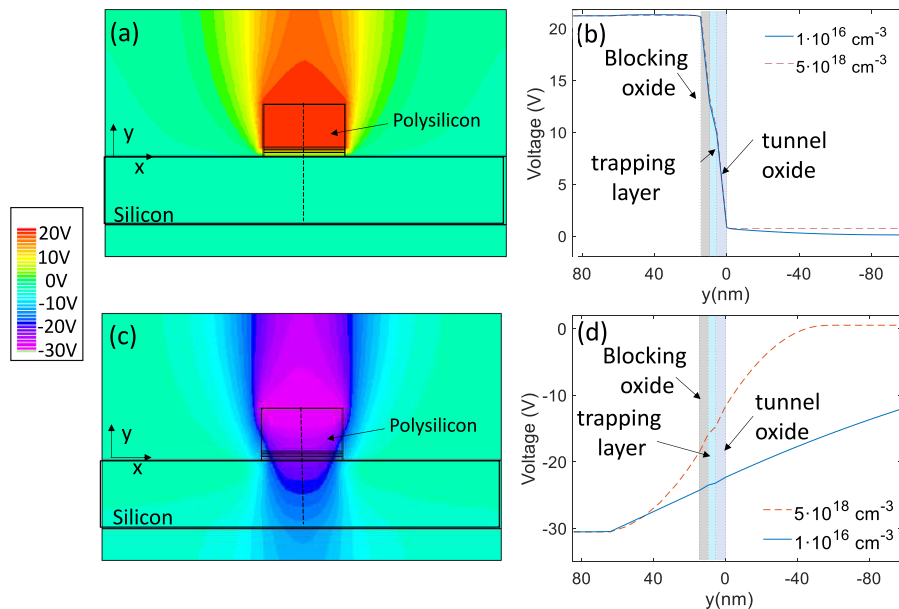 (a)
Polysilicon
y
x
Silicon
20V
10V
0V
-10V
-20V
-30V
(b)
1·10¹⁶ cm⁻³
5·10¹⁸ cm⁻³
Blocking
oxide
trapping
layer
tunnel
oxide
Voltage (V)
20
15
10
5
0
80
40
0
-40
-80
y(nm)
(c)
Polysilicon
y
x
Silicon
(d)
Blocking
oxide
trapping
layer
tunnel
oxide
5·10¹⁸ cm⁻³
1·10¹⁶ cm⁻³
Voltage (V)
0
-10
-20
-30
80
40
0
-40
-80
y(nm)